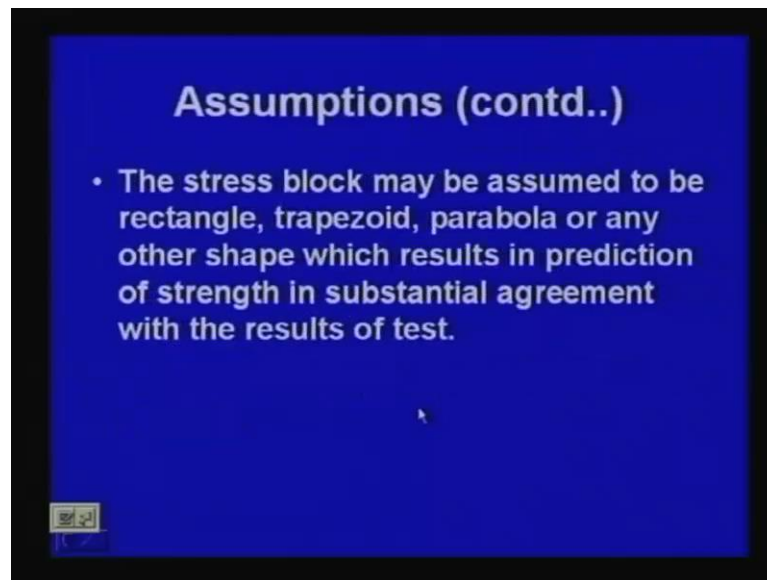 Assumptions (contd..)
• The stress block may be assumed to be
rectangle, trapezoid, parabola or any
other shape which results in prediction
of strength in substantial agreement
with the results of test.